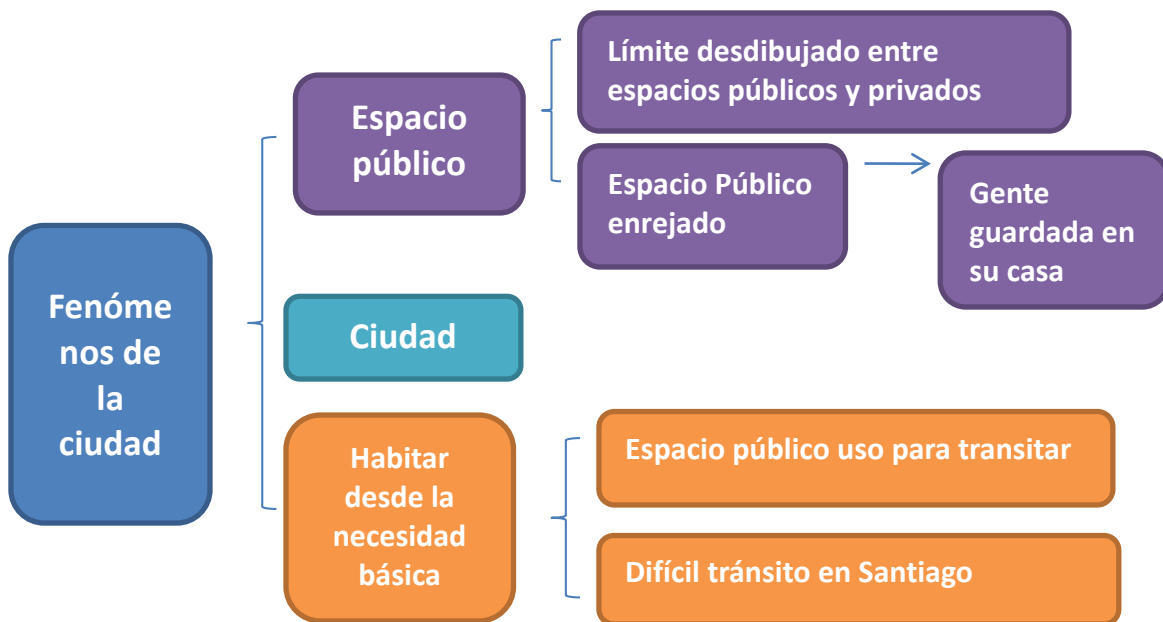 Fenóme
nos de
la
ciudad
Espacio
público
Límite desdibujado entre
espacios públicos y privados
Espacio Público
enrejado
Gente
guardada en
su casa
Ciudad
Habitar
desde la
necesidad
básica
Espacio público uso para transitar
Difícil tránsito en Santiago